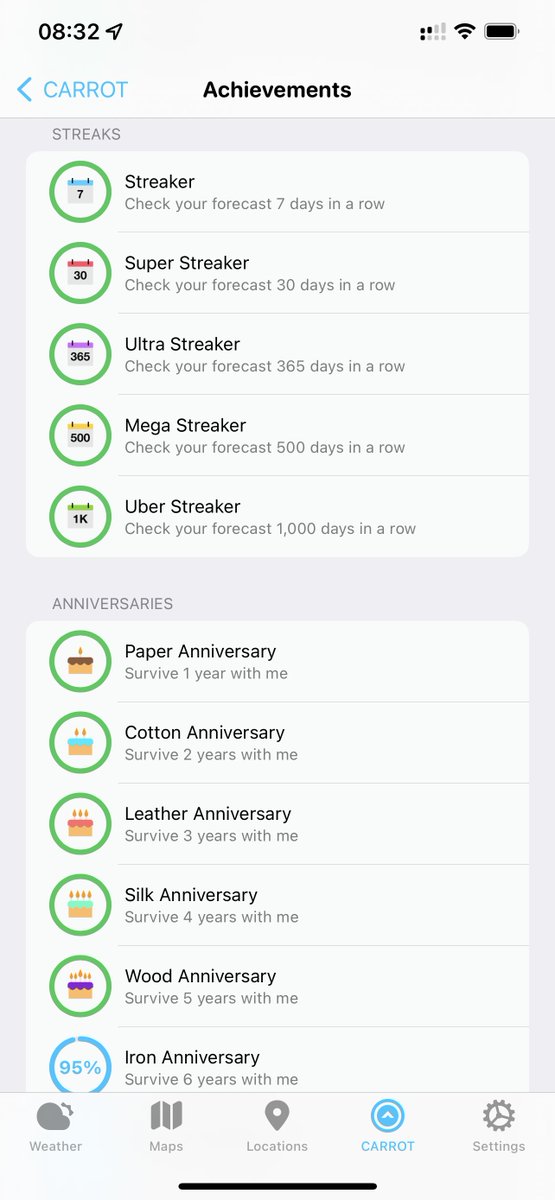 08:32
CARROT
Achievements
STREAKS
7
Streaker
Check your forecast 7 days in a row
30
Super Streaker
Check your forecast 30 days in a row
365
Ultra Streaker
Check your forecast 365 days in a row
500
Mega Streaker
Check your forecast 500 days in a row
1K
Uber Streaker
Check your forecast 1,000 days in a row
ANNIVERSARIES
Paper Anniversary
Survive 1 year with me
Cotton Anniversary
Survive 2 years with me
Leather Anniversary
Survive 3 years with me
Silk Anniversary
Survive 4 years with me
Wood Anniversary
Survive 5 years with me
95%
Iron Anniversary
Survive 6 years with me
Weather
Maps
Locations
CARROT
Settings